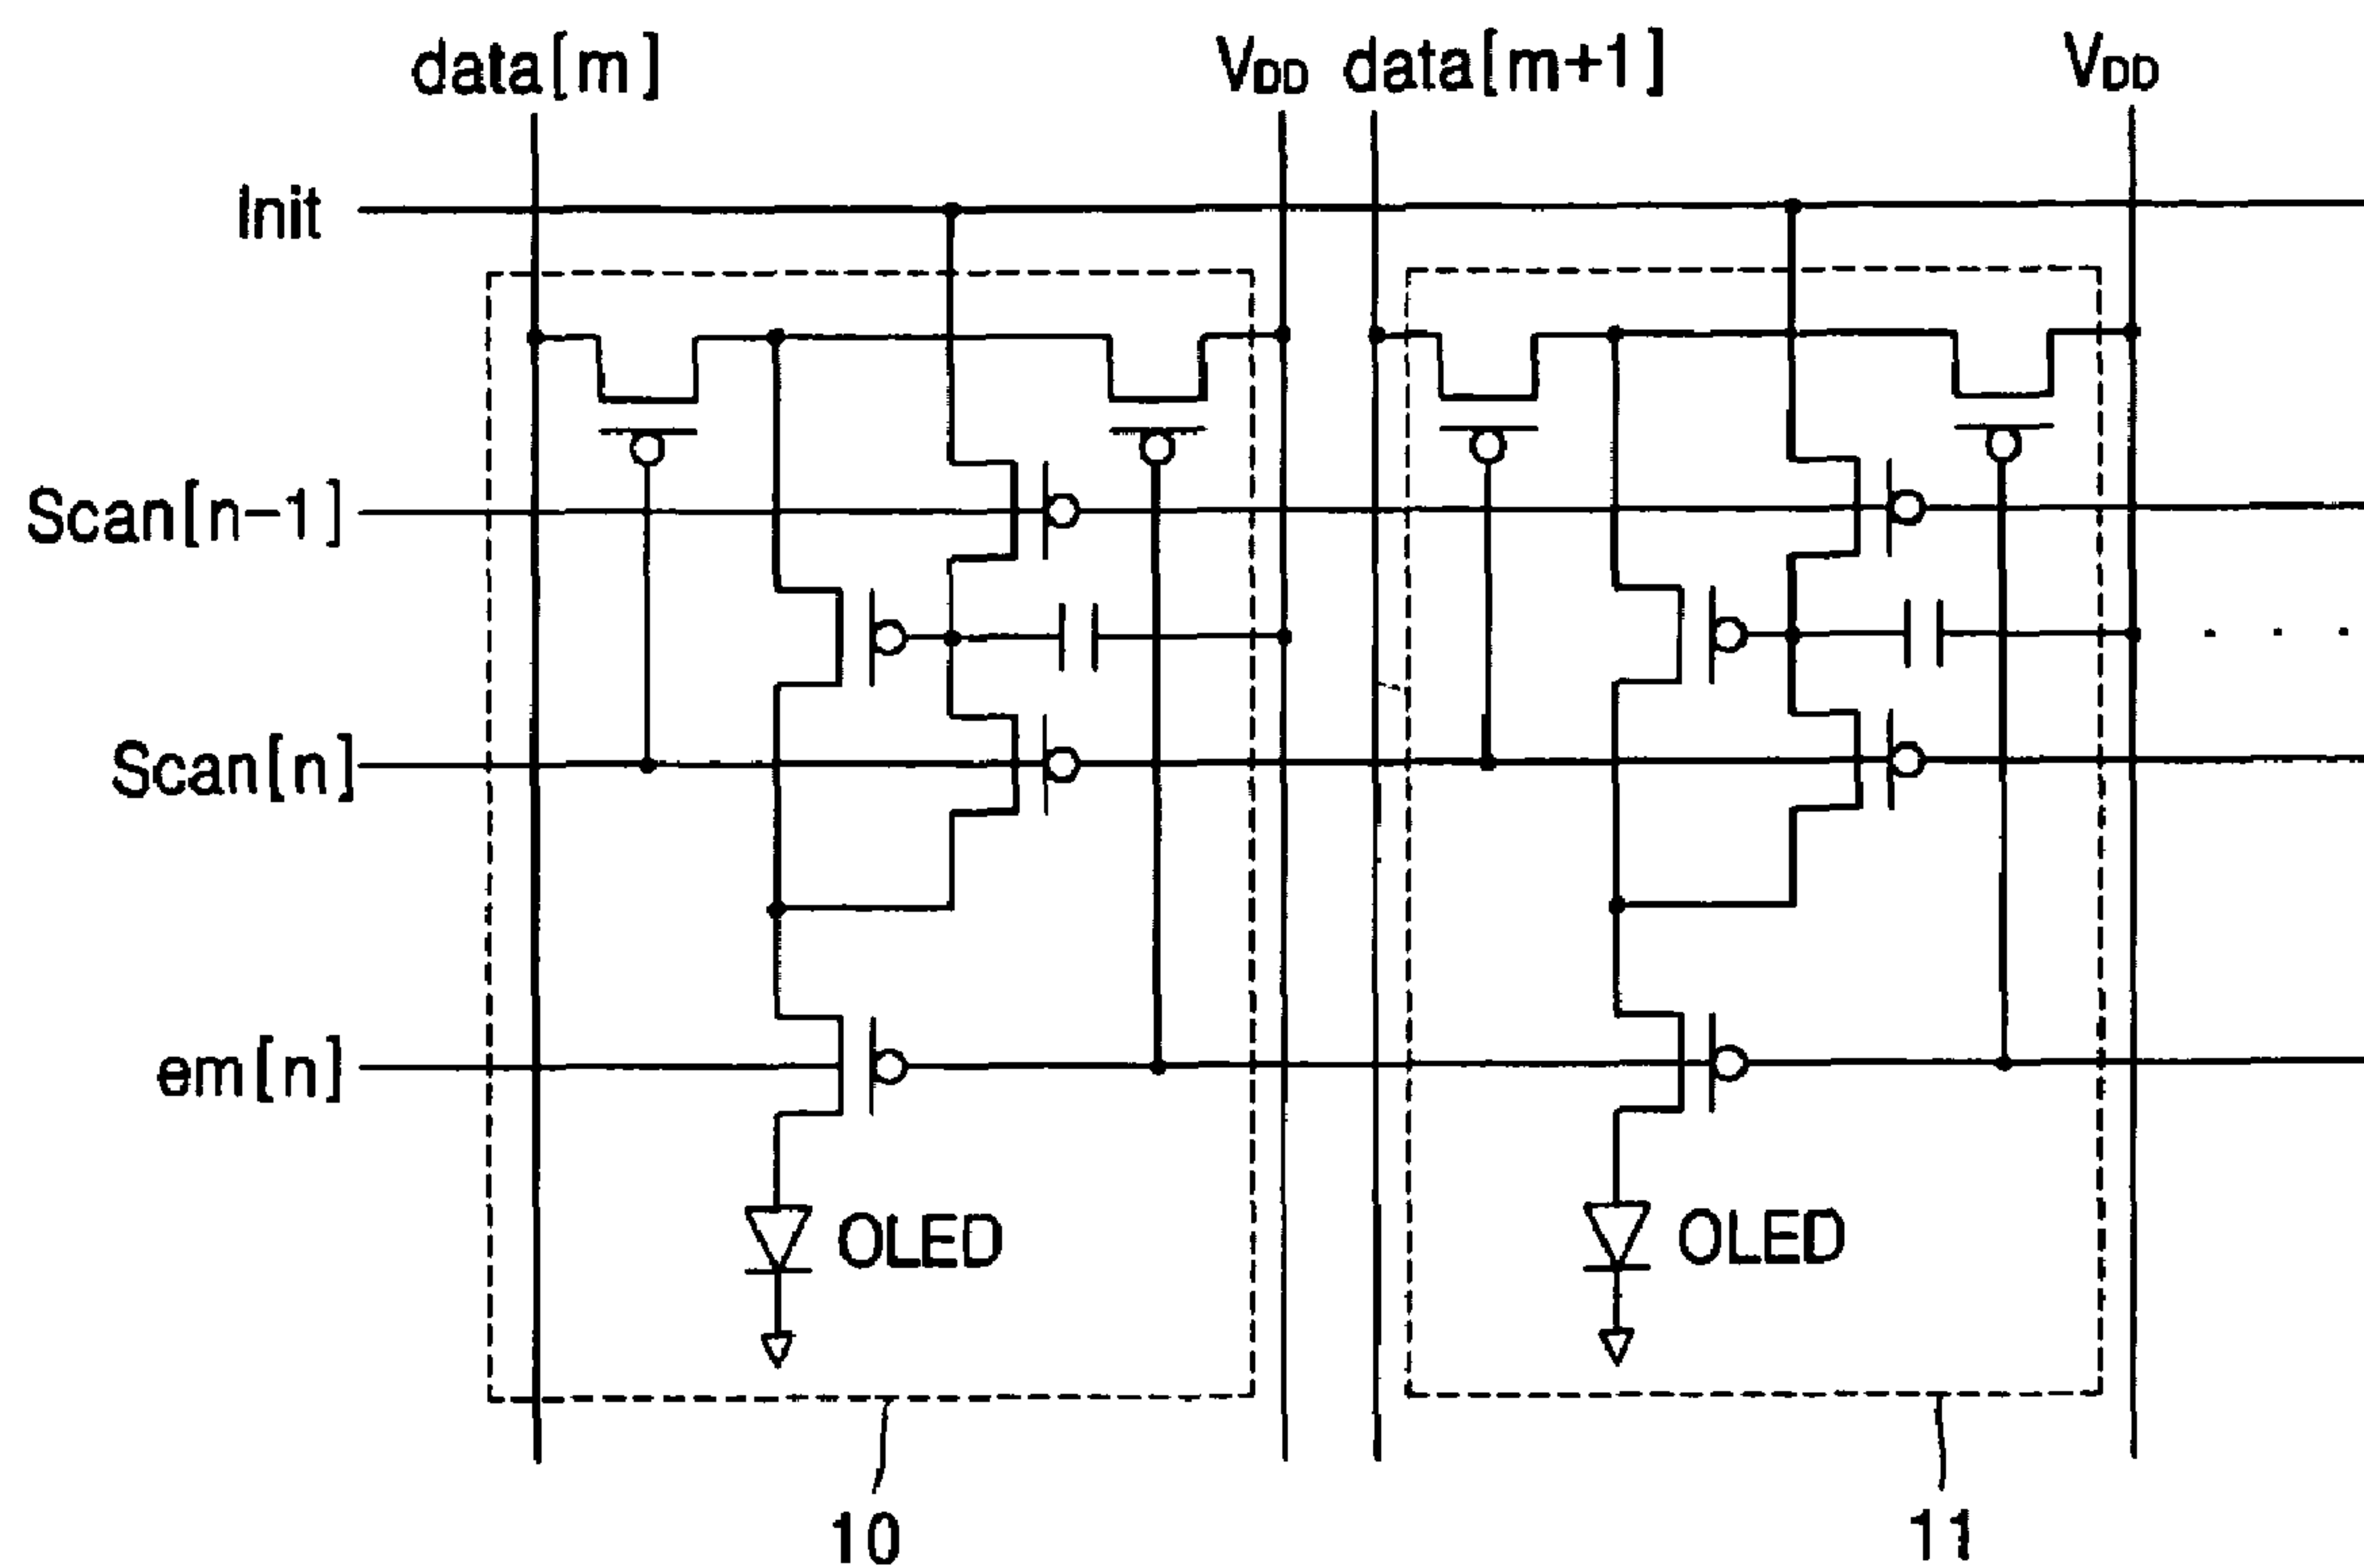 data[m] VDD data[m+1] VDD
Init
Scan[n-1]
Scan[n]
em[n]
OLED OLED
10 11